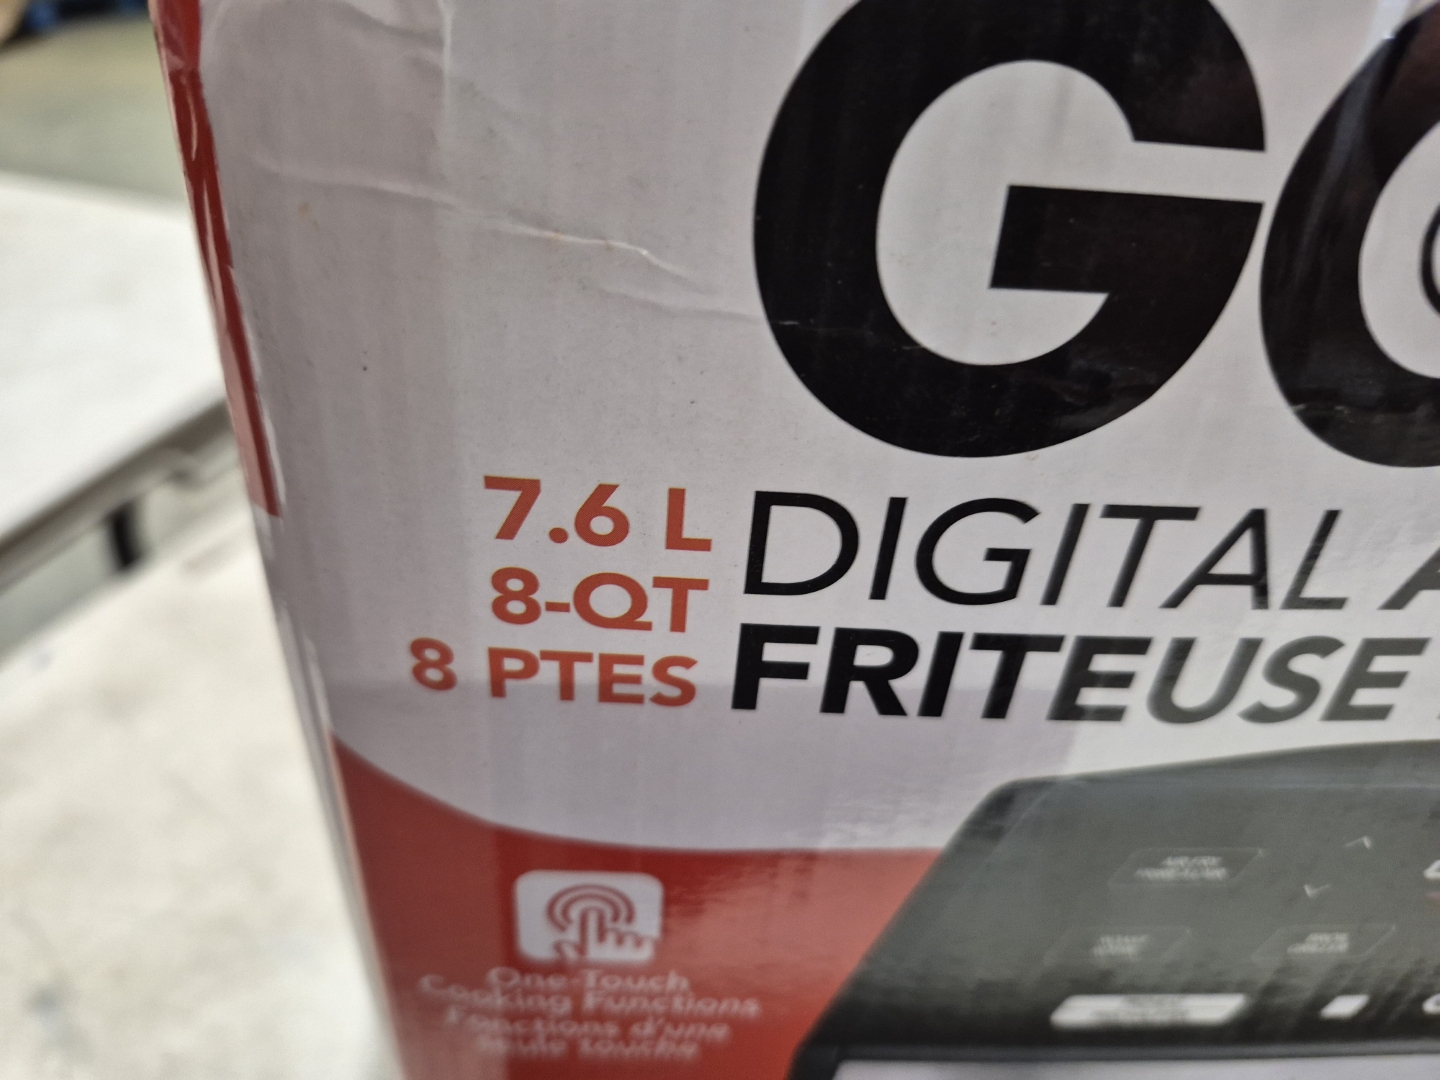 GO
7.6 L
8-QT
8 PTES
DIGITAL A
FRITEUSE
One-Touch
Cooking Functions
Fonctions d'une
seule touche